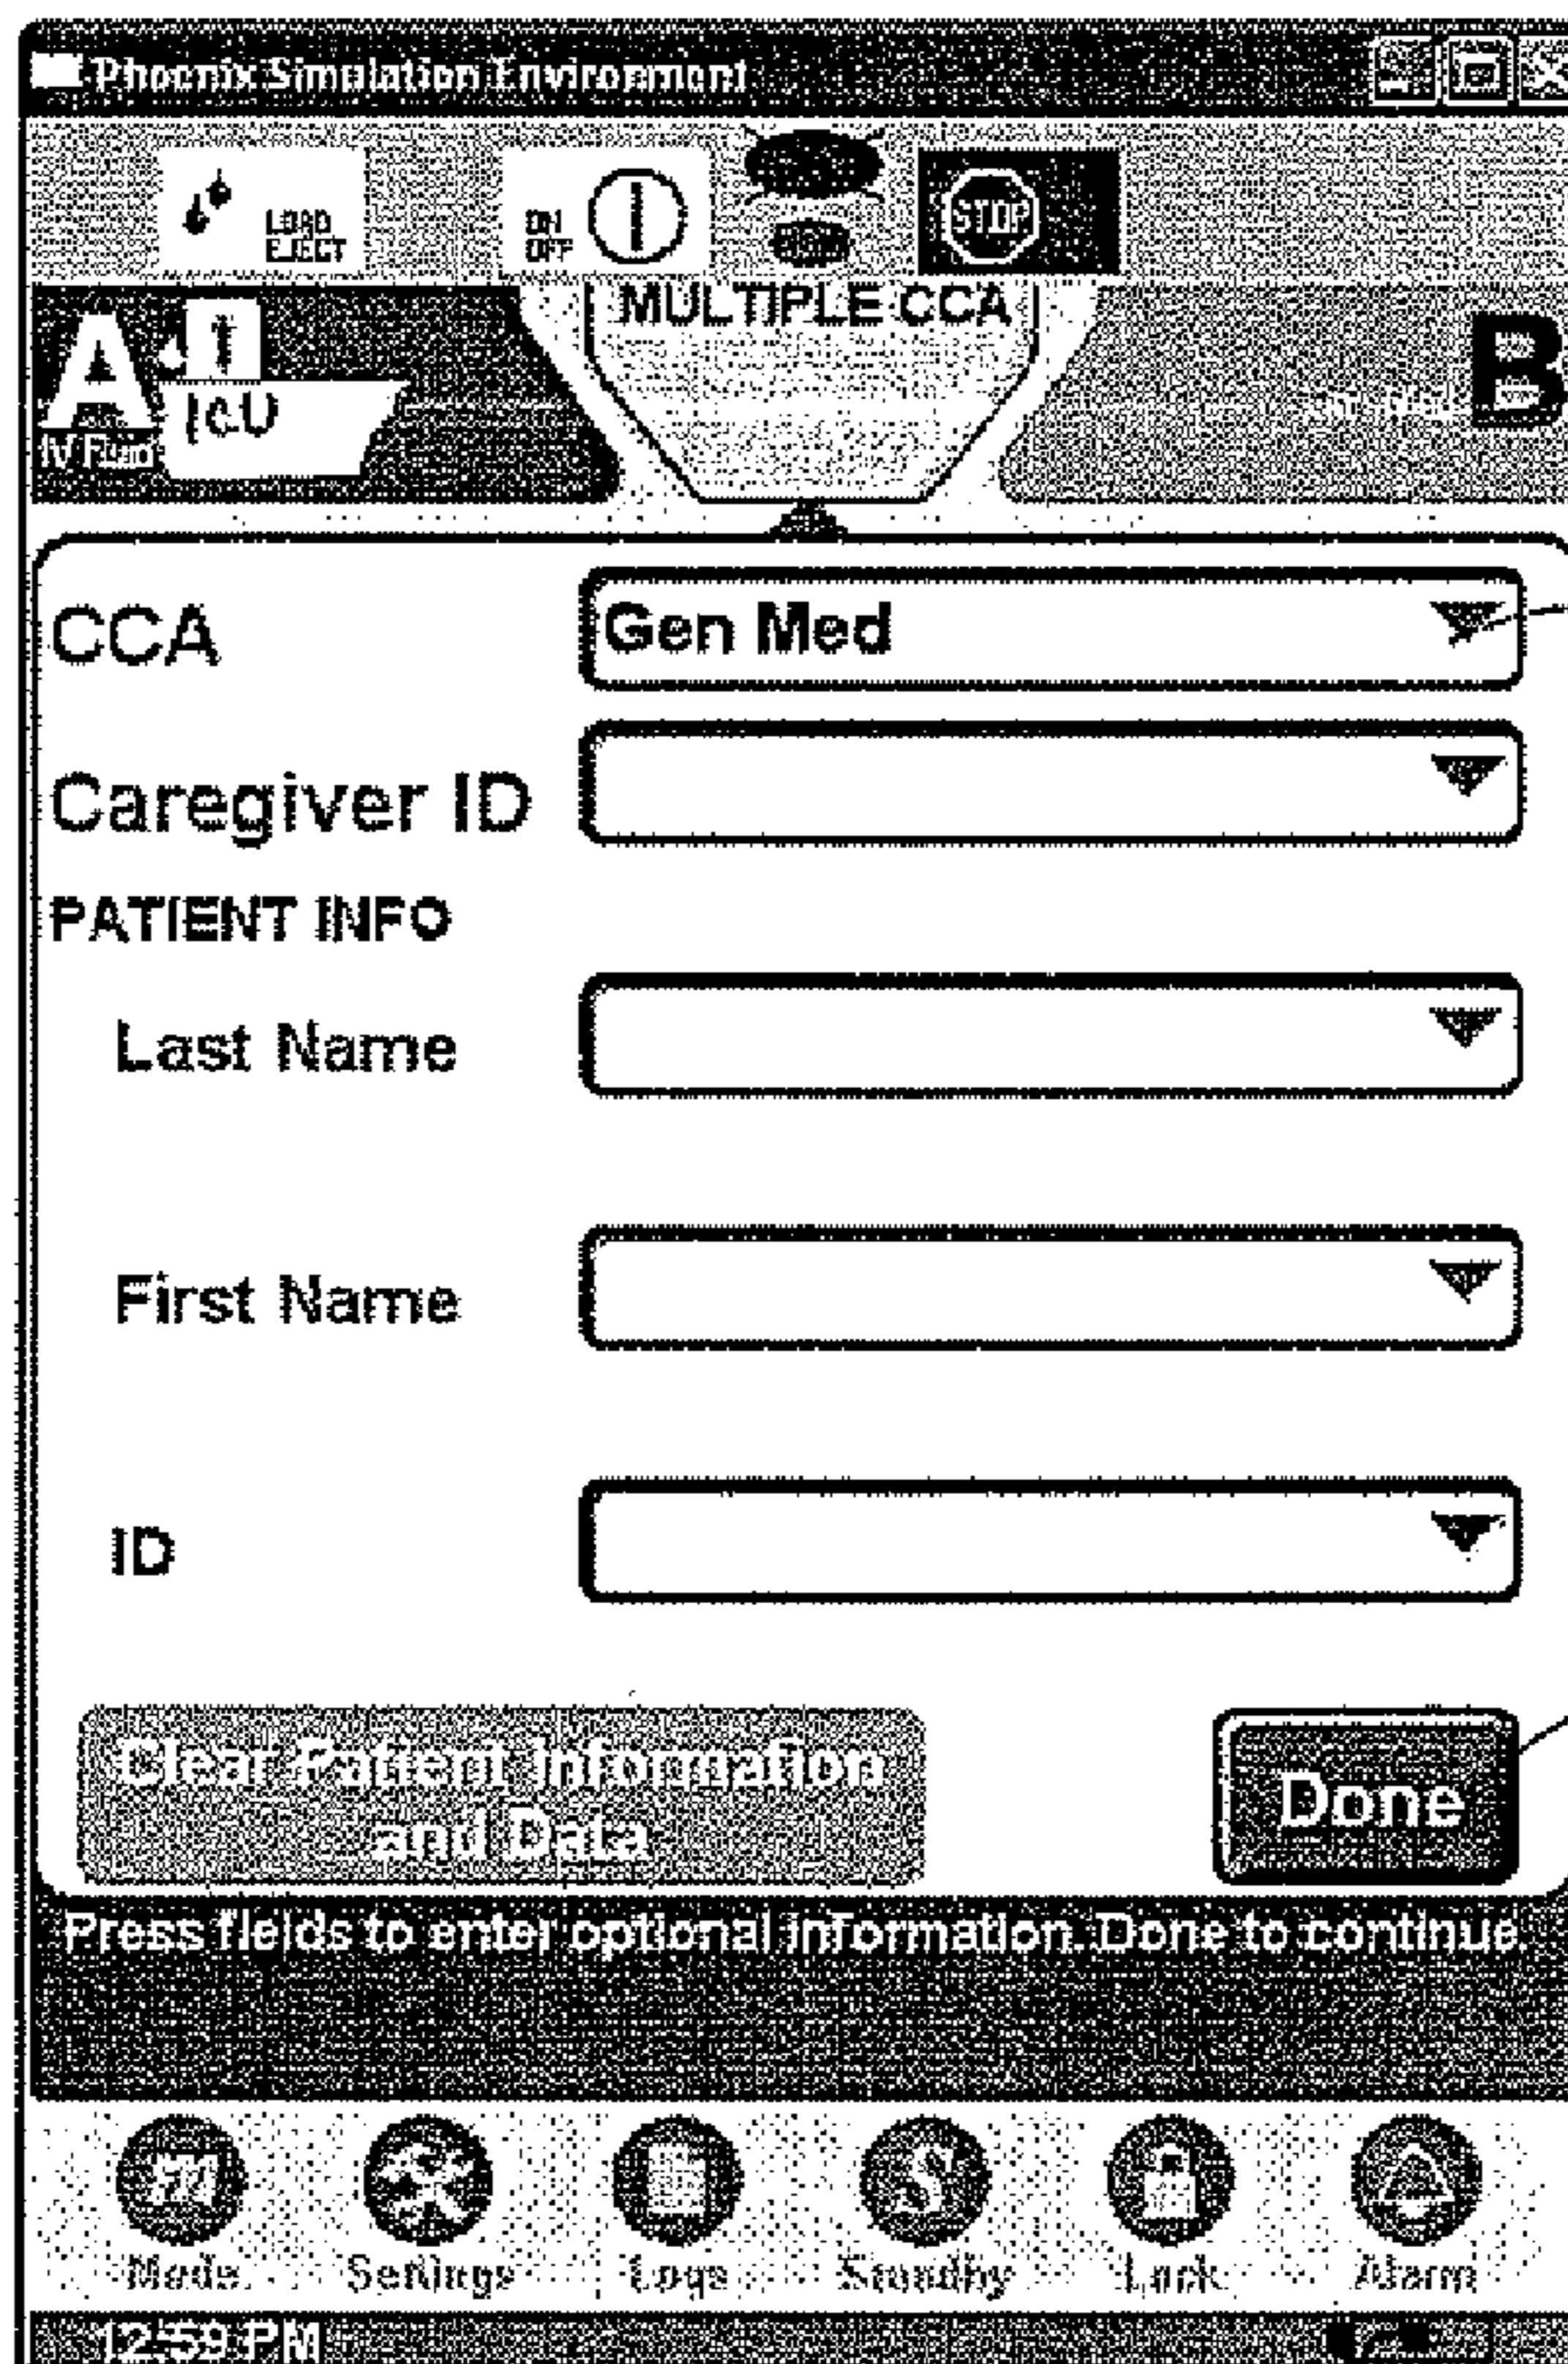 Phoenix Simulation Environment
LOAD
EJECT
ON
OFF
STOP
MULTIPLE CCA
A
1
B
ICU
IV
CCA
Gen Med
Caregiver ID
PATIENT INFO
Last Name
First Name
ID
Clear Patient Information
and Data
Done
Press fields to enter optional information. Done to continue
Mode
Settings
Logs
Standby
Lock
Alarm
12:59 PM